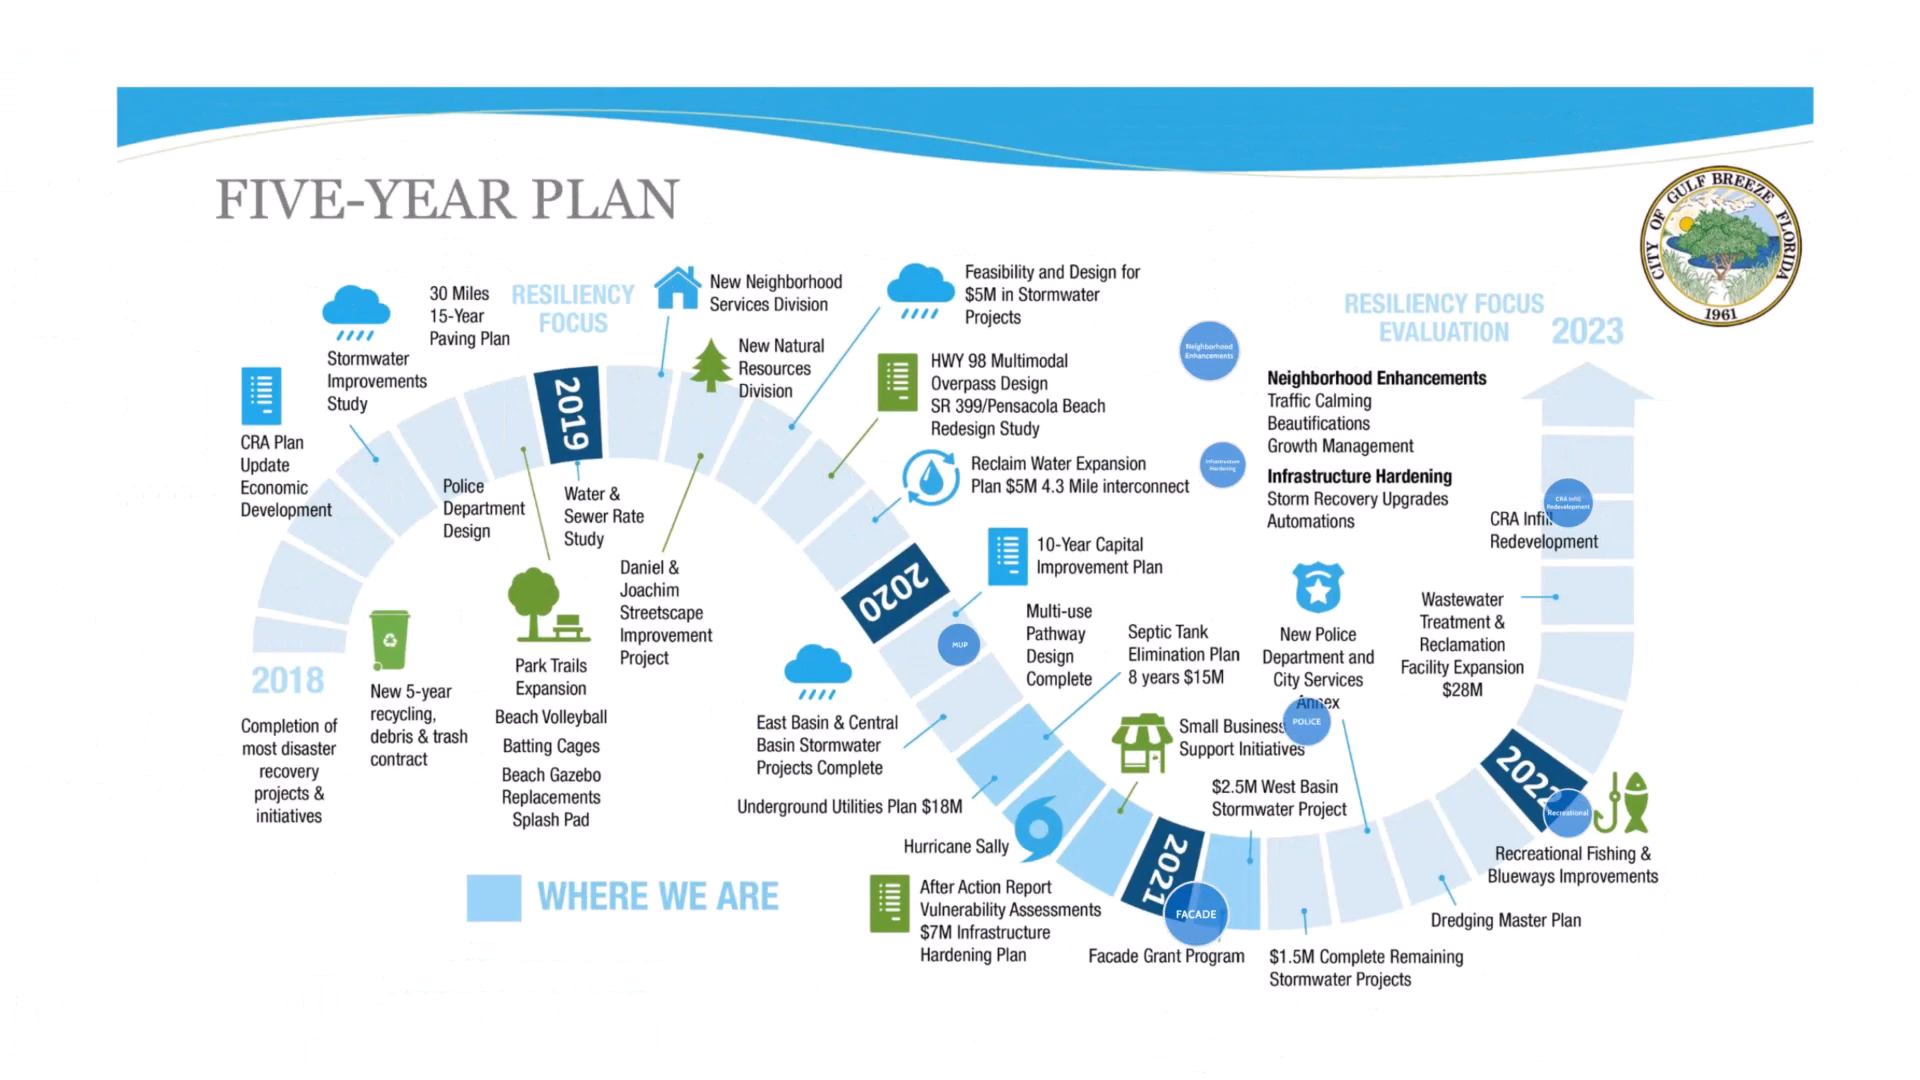 FIVE-YEAR PLAN
CITY OF GULF BREEZE FLORIDA
1961
30 Miles
15-Year
Paving Plan
RESILIENCY
FOCUS
New Neighborhood
Services Division
Feasibility and Design for
$5M in Stormwater
Projects
RESILIENCY FOCUS
EVALUATION
2023
Stormwater
Improvements
Study
New Natural
Resources
Division
HWY 98 Multimodal
Overpass Design
SR 399/Pensacola Beach
Redesign Study
Neighborhood
Enhancements
Neighborhood Enhancements
Traffic Calming
Beautifications
Growth Management
CRA Plan
Update
Economic
Development
2019
Police
Department
Design
Water &
Sewer Rate
Study
Reclaim Water Expansion
Plan $5M 4.3 Mile interconnect
Infrastructure
Hardening
Infrastructure Hardening
Storm Recovery Upgrades
Automations
CRA Infill
Redevelopment
CRA Infill
Redevelopment
Daniel &
Joachim
Streetscape
Improvement
Project
2020
10-Year Capital
Improvement Plan
MUP
Multi-use
Pathway
Design
Complete
Septic Tank
Elimination Plan
8 years $15M
New Police
Department and
City Services
Annex
POLICE
Wastewater
Treatment &
Reclamation
Facility Expansion
$28M
2018
Completion of
most disaster
recovery
projects &
initiatives
New 5-year
recycling,
debris & trash
contract
Park Trails
Expansion
Beach Volleyball
Batting Cages
Beach Gazebo
Replacements
Splash Pad
East Basin & Central
Basin Stormwater
Projects Complete
Small Business
Support Initiatives
Underground Utilities Plan $18M
$2.5M West Basin
Stormwater Project
2022
Recreational
Hurricane Sally
2021
Recreational Fishing &
Blueways Improvements
WHERE WE ARE
After Action Report
Vulnerability Assessments
$7M Infrastructure
Hardening Plan
FACADE
Facade Grant Program
Dredging Master Plan
$1.5M Complete Remaining
Stormwater Projects